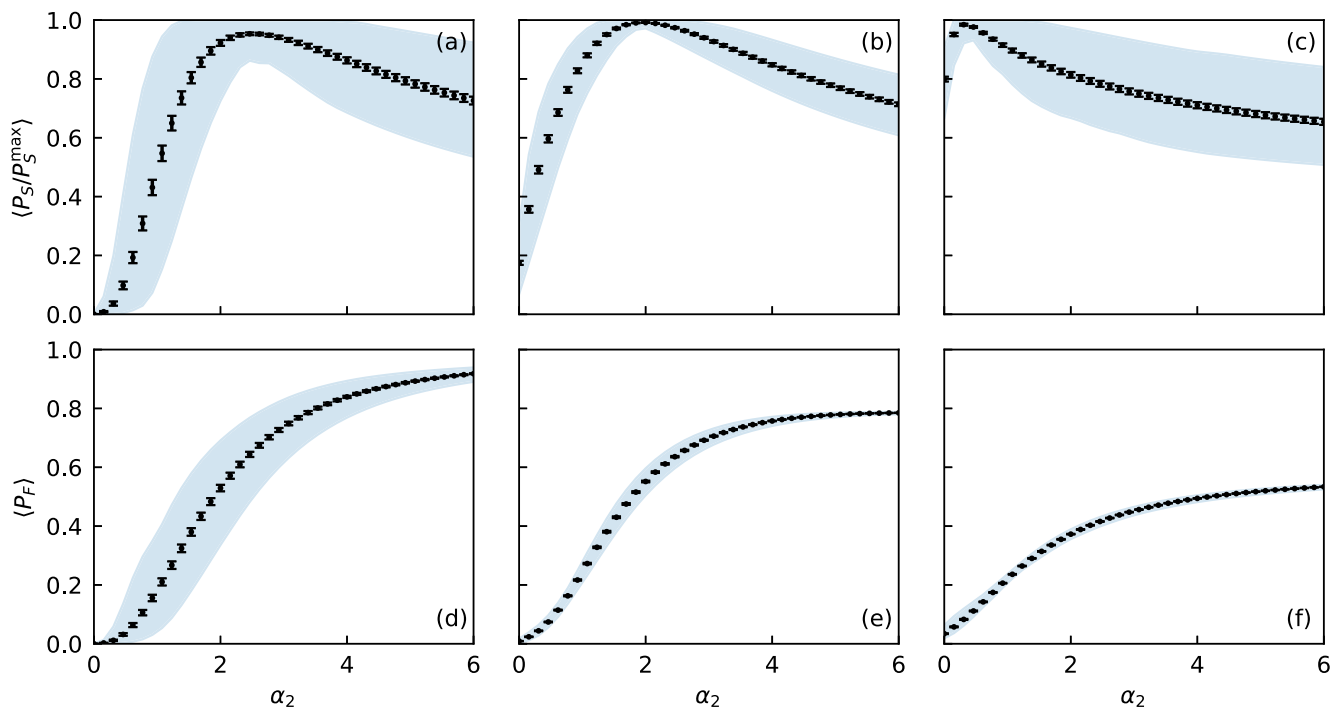 1.0
0.8
0.6
0.4
0.2
0.0
⟨P_S/P_S^max⟩
(a)
(b)
(c)
1.0
0.8
0.6
0.4
0.2
0.0
⟨P_F⟩
(d)
(e)
(f)
0 2 4 6
0 2 4 6
0 2 4 6
α₂
α₂
α₂